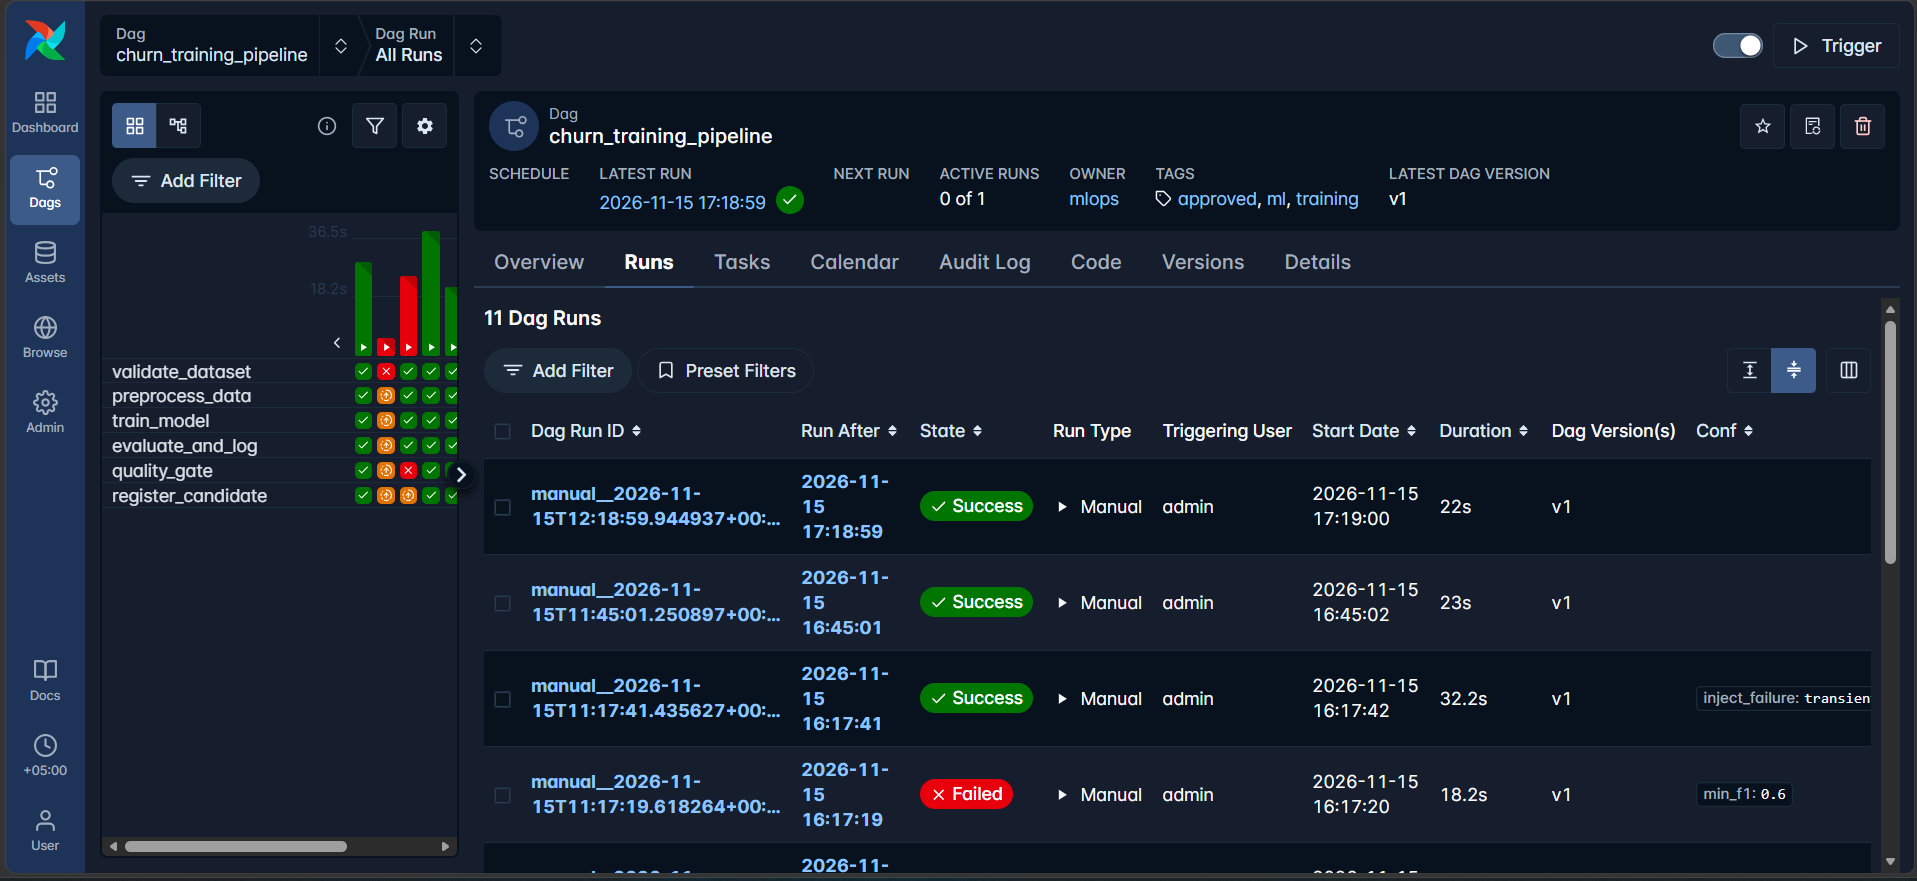 Dag
churn_training_pipeline
Dag Run
All Runs
Trigger
Dashboard
Dags
Assets
Browse
Admin
Docs
+05:00
User
Add Filter
36.5s
18.2s
validate_dataset
preprocess_data
train_model
evaluate_and_log
quality_gate
register_candidate
Dag
churn_training_pipeline
SCHEDULE LATEST RUN NEXT RUN ACTIVE RUNS OWNER TAGS LATEST DAG VERSION
2026-11-15 17:18:59 0 of 1 mlops approved, ml, training v1
Overview Runs Tasks Calendar Audit Log Code Versions Details
11 Dag Runs
Add Filter Preset Filters
Dag Run ID Run After State Run Type Triggering User Start Date Duration Dag Version(s) Conf
manual__2026-11-
15T12:18:59.944937+00:...
2026-11-
15
17:18:59
Success
Manual
admin
2026-11-15
17:19:00
22s
v1
manual__2026-11-
15T11:45:01.250897+00:...
2026-11-
15
16:45:01
Success
Manual
admin
2026-11-15
16:45:02
23s
v1
manual__2026-11-
15T11:17:41.435627+00:...
2026-11-
15
16:17:41
Success
Manual
admin
2026-11-15
16:17:42
32.2s
v1
inject_failure: transien
manual__2026-11-
15T11:17:19.618264+00:...
2026-11-
15
16:17:19
Failed
Manual
admin
2026-11-15
16:17:20
18.2s
v1
min_f1: 0.6
2026-11-